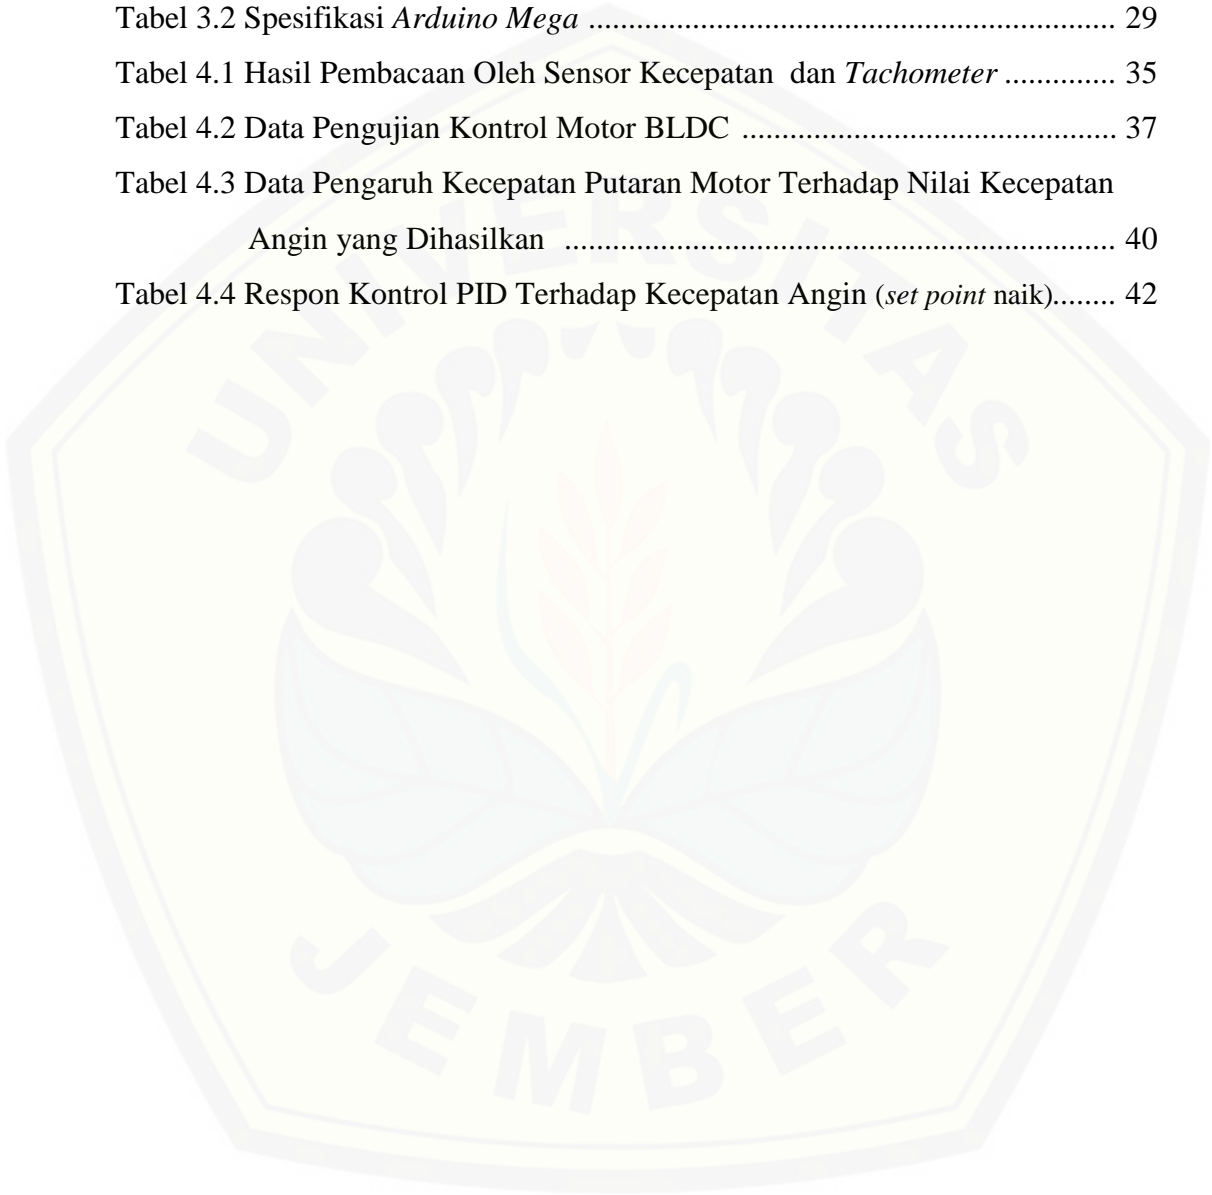 Tabel 3.2 Spesifikasi Arduino Mega .................................................................. 29
Tabel 4.1 Hasil Pembacaan Oleh Sensor Kecepatan  dan Tachometer .............. 35
Tabel 4.2 Data Pengujian Kontrol Motor BLDC ............................................... 37
Tabel 4.3 Data Pengaruh Kecepatan Putaran Motor Terhadap Nilai Kecepatan
Angin yang Dihasilkan ..................................................................... 40
Tabel 4.4 Respon Kontrol PID Terhadap Kecepatan Angin (set point naik)........ 42
UNIVERSITAS
JEMBER